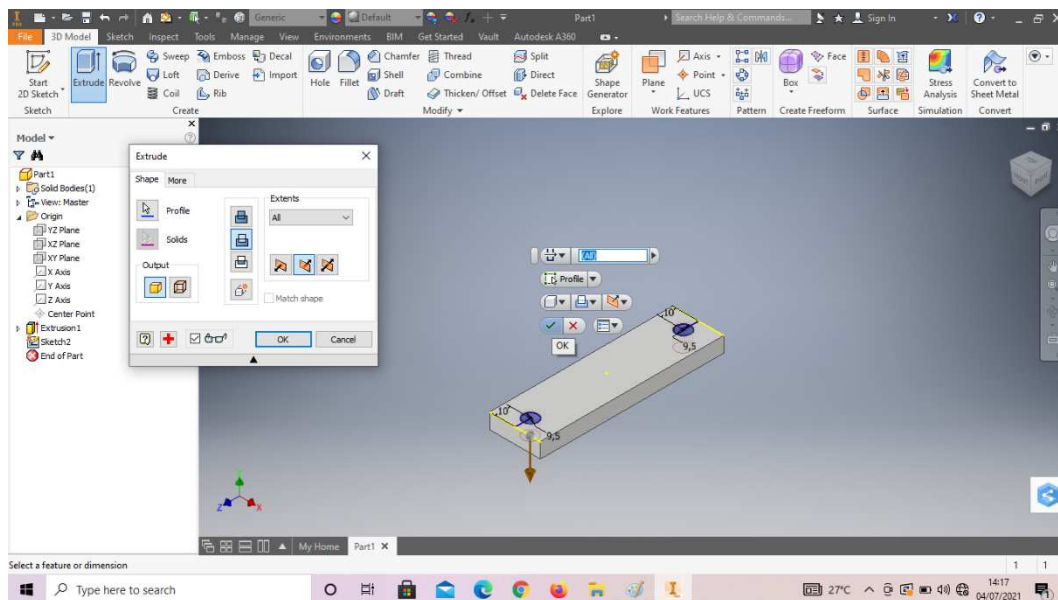 Generic
Default
Part1
Search Help & Commands...
Sign In
File 3D Model Sketch Inspect Tools Manage View Environments BIM Get Started Vault Autodesk A360
Start 2D Sketch
Extrude
Revolve
Sweep
Loft
Coil
Emboss
Derive
Rib
Decal
Import
Hole
Fillet
Chamfer
Shell
Draft
Thread
Combine
Thicken/ Offset
Split
Direct
Delete Face
Shape Generator
Plane
Axis
Point
UCS
Box
Face
Stress Analysis
Convert to Sheet Metal
Sketch Create Modify Explore Work Features Pattern Create Freeform Surface Simulation Convert
Model
Part1
Solid Bodies(1)
View: Master
Origin
YZ Plane
XZ Plane
XY Plane
X Axis
Y Axis
Z Axis
Center Point
Extrusion1
Sketch2
End of Part
Extrude
Shape More
Profile
Solids
Output
Extents
All
Match shape
OK Cancel
(All)
Profile
OK
10
9,5
10
9,5
z x
My Home Part1
Select a feature or dimension
1 1
Type here to search
27°C
14:17
04/07/2021